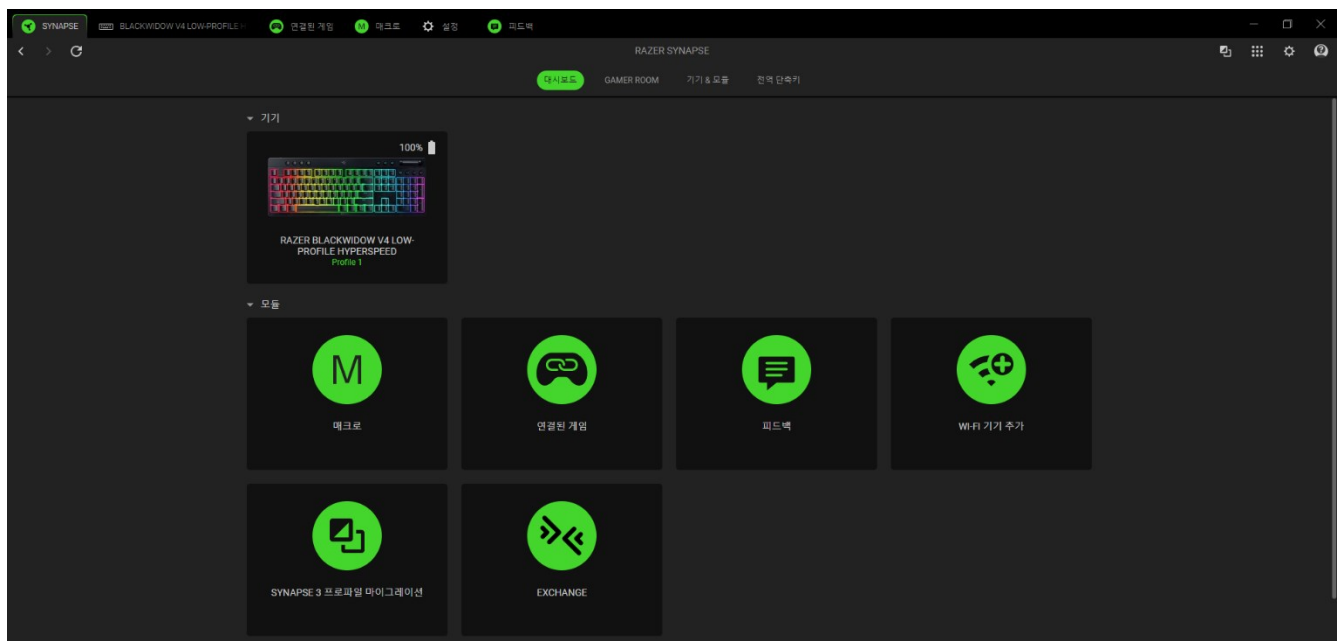 SYNAPSE
BLACKWIDOW V4 LOW-PROFILE H
연결된 게임
매크로
설정
피드백
RAZER SYNAPSE
대시보드
GAMER ROOM
기기 & 모듈
전역 단축키
기기
100%
RAZER BLACKWIDOW V4 LOW-
PROFILE HYPERSPEED
Profile 1
모듈
M
매크로
연결된 게임
피드백
WI-FI 기기 추가
SYNAPSE 3 프로파일 마이그레이션
EXCHANGE